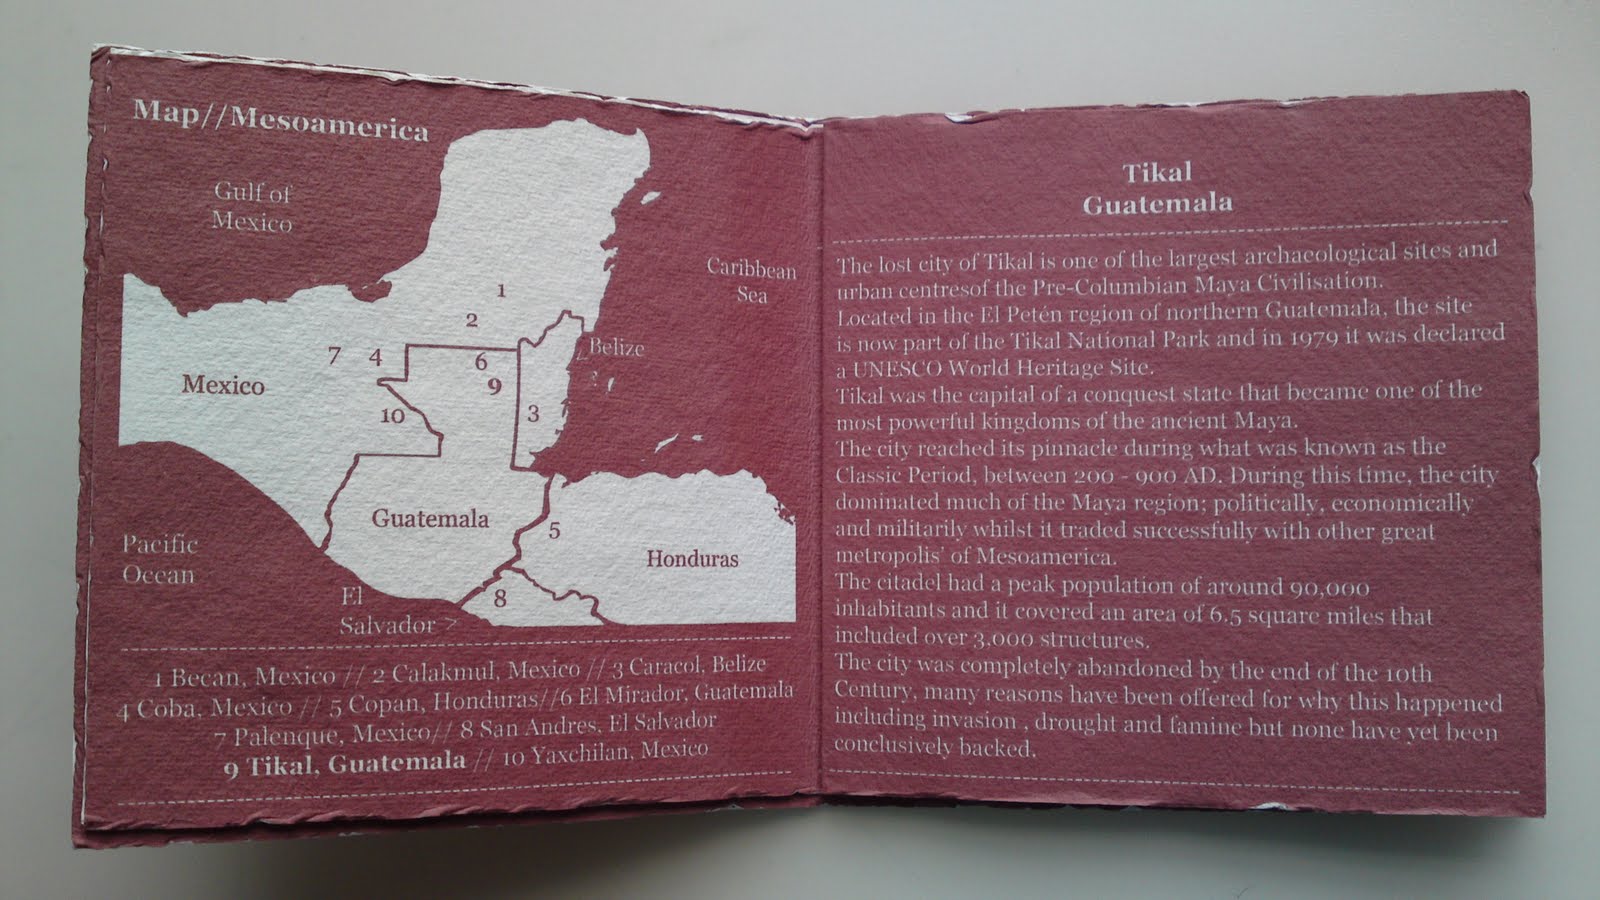 Map//Mesoamerica
Gulf of
Mexico
Caribbean
Sea
1
2
Belize
7
4
6
9
Mexico
10
3
Guatemala
5
Honduras
Pacific
Ocean
El
Salvador >
8
1 Becan, Mexico // 2 Calakmul, Mexico // 3 Caracol, Belize
4 Coba, Mexico // 5 Copan, Honduras//6 El Mirador, Guatemala
7 Palenque, Mexico// 8 San Andres, El Salvador
9 Tikal, Guatemala // 10 Yaxchilan, Mexico
Tikal
Guatemala
The lost city of Tikal is one of the largest archaeological sites and
urban centresof the Pre-Columbian Maya Civilisation.
Located in the El Petén region of northern Guatemala, the site
is now part of the Tikal National Park and in 1979 it was declared
a UNESCO World Heritage Site.
Tikal was the capital of a conquest state that became one of the
most powerful kingdoms of the ancient Maya.
The city reached its pinnacle during what was known as the
Classic Period, between 200 - 900 AD. During this time, the city
dominated much of the Maya region; politically, economically
and militarily whilst it traded successfully with other great
metropolis' of Mesoamerica.
The citadel had a peak population of around 90,000
inhabitants and it covered an area of 6.5 square miles that
included over 3,000 structures.
The city was completely abandoned by the end of the 10th
Century, many reasons have been offered for why this happened
including invasion , drought and famine but none have yet been
conclusively backed.